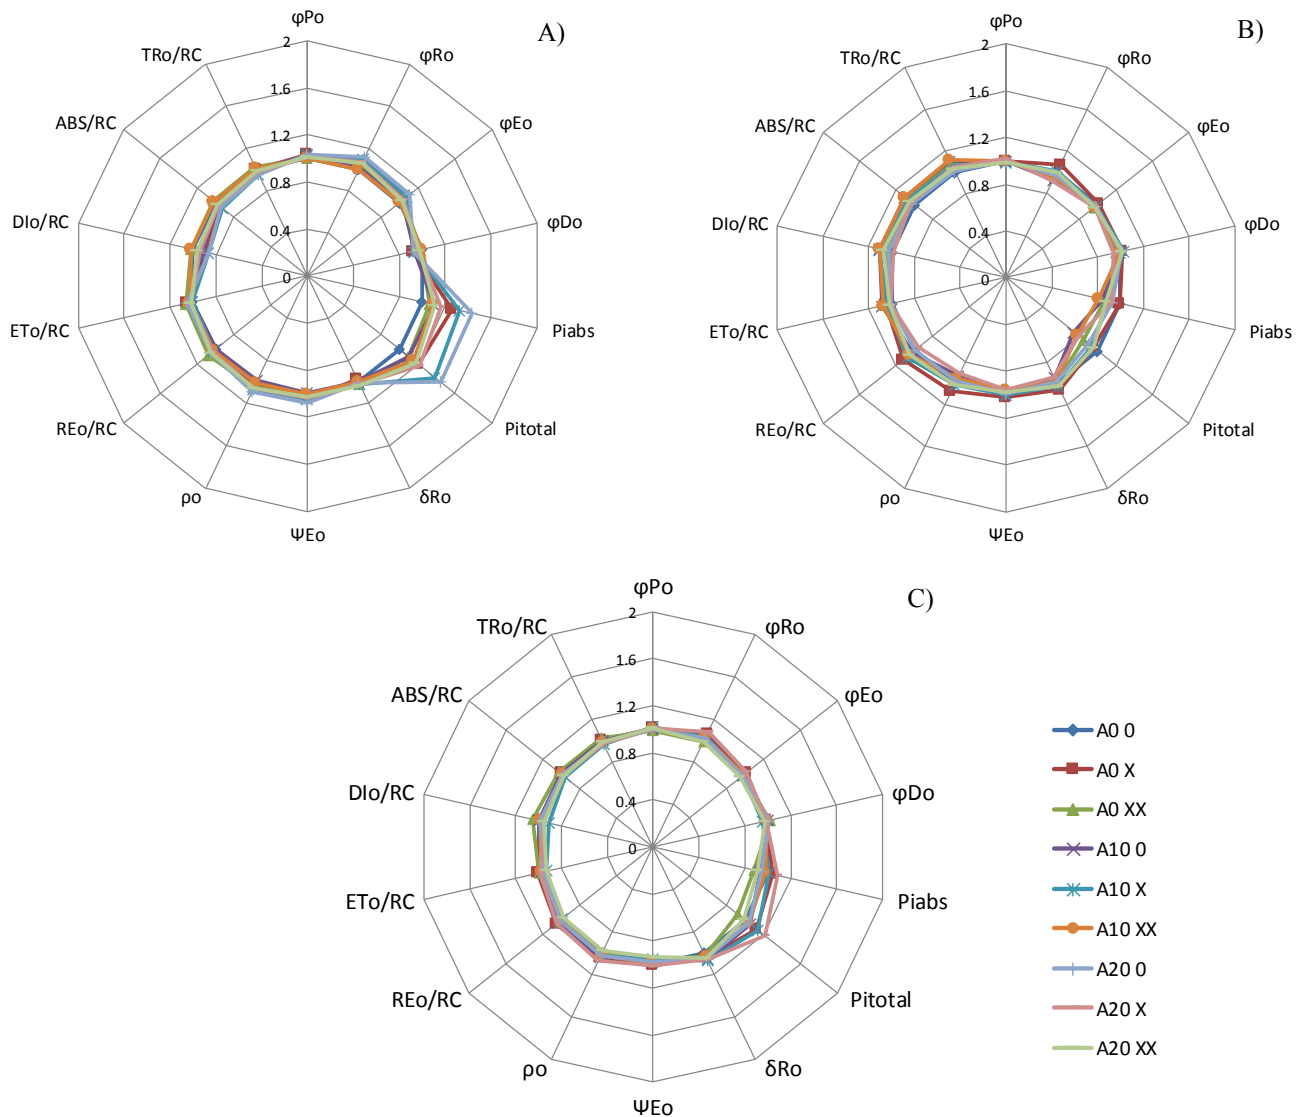 A)
φPo
φRo
φEo
φDo
Piabs
Pitotal
δRo
ΨEo
ρo
REo/RC
ETo/RC
DIo/RC
ABS/RC
TRo/RC
2
1.6
1.2
0.8
0.4
0
B)
φPo
φRo
φEo
φDo
Piabs
Pitotal
δRo
ΨEo
ρo
REo/RC
ETo/RC
DIo/RC
ABS/RC
TRo/RC
2
1.6
1.2
0.8
0.4
0
C)
φPo
φRo
φEo
φDo
Piabs
Pitotal
δRo
ΨEo
ρo
REo/RC
ETo/RC
DIo/RC
ABS/RC
TRo/RC
2
1.6
1.2
0.8
0.4
0
A0 0
A0 X
A0 XX
A10 0
A10 X
A10 XX
A20 0
A20 X
A20 XX